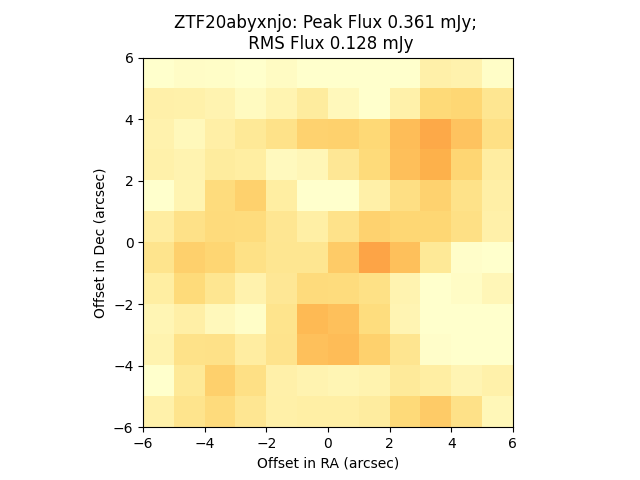 ZTF20abyxnjo: Peak Flux 0.361 mJy;
RMS Flux 0.128 mJy
6
4
2
0
−2
−4
−6
Offset in Dec (arcsec)
−6 −4 −2 0 2 4 6
Offset in RA (arcsec)